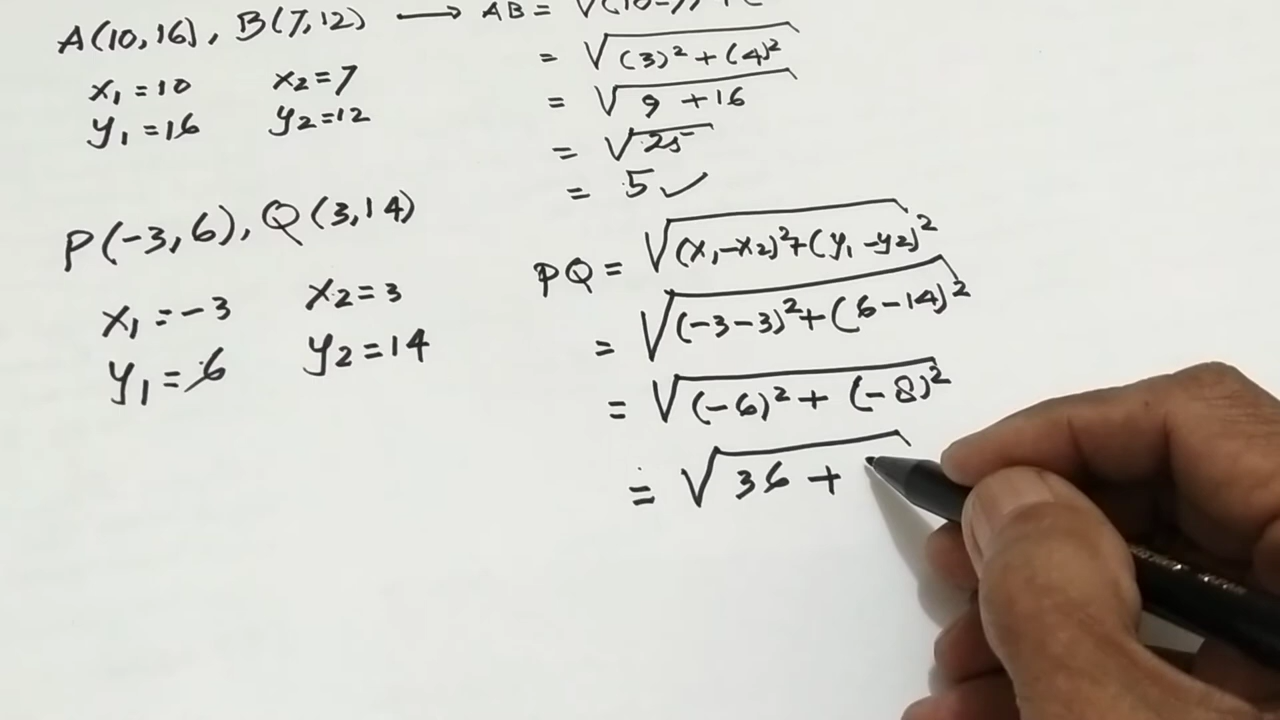 A(10,16), B(7,12) ⟶ AB = √(10-7)
= √(3)² + (4)²
x₁ = 10 x₂ = 7
= √9 + 16
y₁ = 16 y₂ = 12
= √25
= 5 ✓
P(-3,6), Q(3,14)
PQ = √(x₁-x₂)² + (y₁-y₂)²
x₁ = -3 x₂ = 3
= √(-3-3)² + (6-14)²
y₁ = 6 y₂ = 14
= √(-6)² + (-8)²
= √36 +